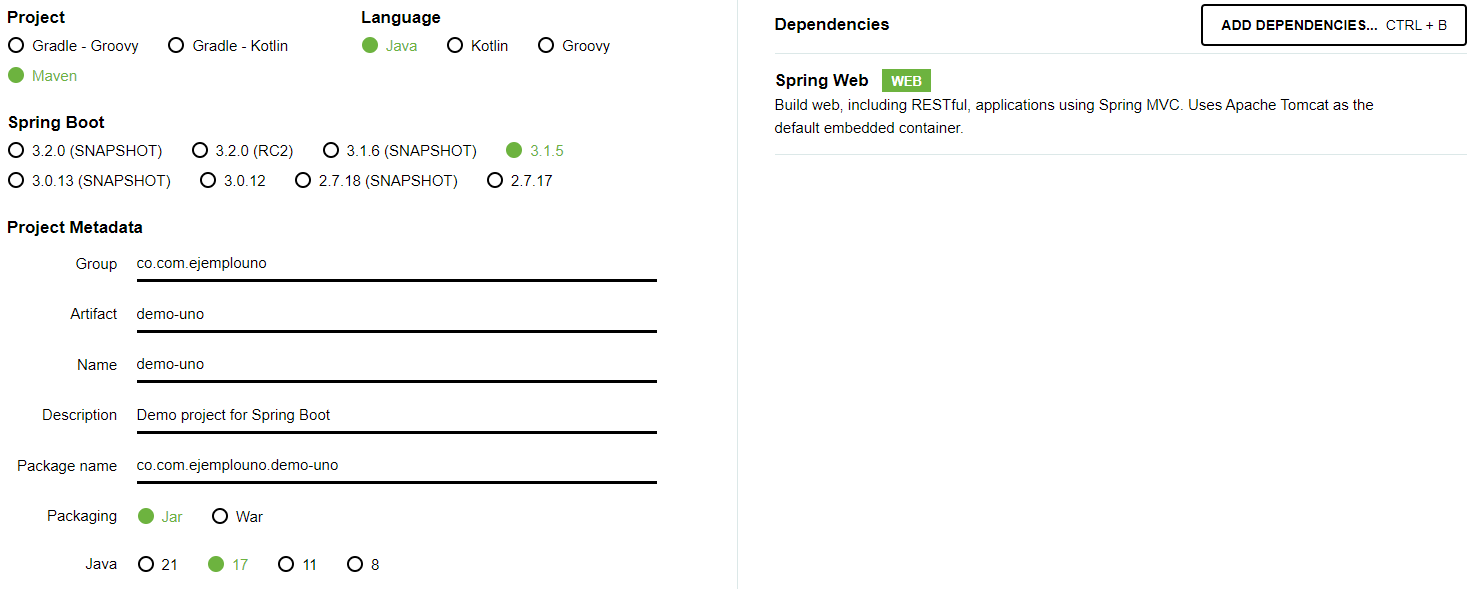 Project
Gradle - Groovy Gradle - Kotlin
Maven
Language
Java Kotlin Groovy
Spring Boot
3.2.0 (SNAPSHOT) 3.2.0 (RC2) 3.1.6 (SNAPSHOT) 3.1.5
3.0.13 (SNAPSHOT) 3.0.12 2.7.18 (SNAPSHOT) 2.7.17
Project Metadata
Group co.com.ejemplouno
Artifact demo-uno
Name demo-uno
Description Demo project for Spring Boot
Package name co.com.ejemplouno.demo-uno
Packaging Jar War
Java 21 17 11 8
Dependencies ADD DEPENDENCIES... CTRL + B
Spring Web WEB
Build web, including RESTful, applications using Spring MVC. Uses Apache Tomcat as the
default embedded container.